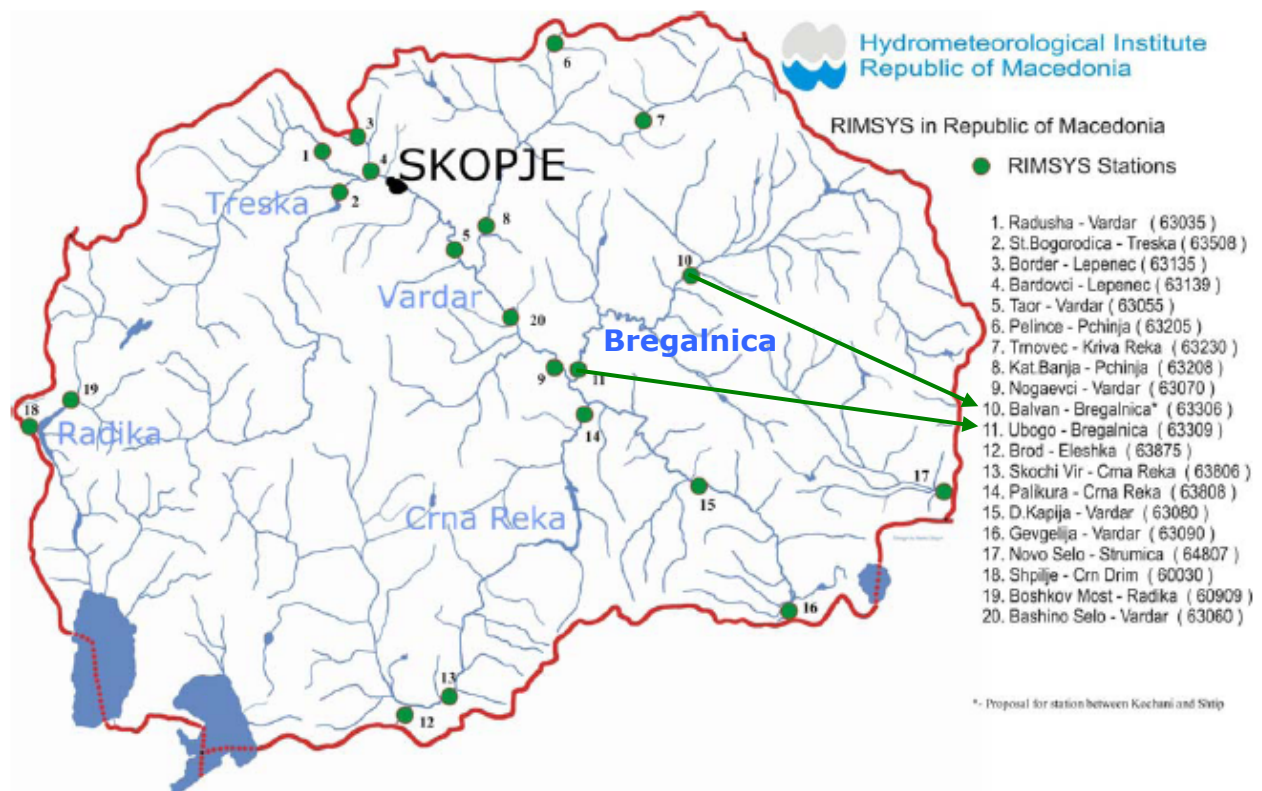 Hydrometeorological Institute
Republic of Macedonia
RIMSYS in Republic of Macedonia
RIMSYS Stations
6
7
3
1
4
SKOPJE
2
Treska
8
5
10
Vardar
20
Bregalnica
9
11
19
18
14
Radika
17
15
Crna Reka
16
13
12
1. Radusha - Vardar ( 63035 )
2. St.Bogorodica - Treska ( 63508 )
3. Border - Lepenec ( 63135 )
4. Bardovci - Lepenec ( 63139 )
5. Taor - Vardar ( 63055 )
6. Pelince - Pchinja ( 63205 )
7. Trnovec - Kriva Reka ( 63230 )
8. Kat.Banja - Pchinja ( 63208 )
9. Nogaevci - Vardar ( 63070 )
10. Balvan - Bregalnica* ( 63306 )
11. Ubogo - Bregalnica ( 63309 )
12. Brod - Eleshka ( 63875 )
13. Skochi Vir - Crna Reka ( 63806 )
14. Palikura - Crna Reka ( 63808 )
15. D.Kapija - Vardar ( 63080 )
16. Gevgelija - Vardar ( 63090 )
17. Novo Selo - Strumica ( 64807 )
18. Shpilje - Crn Drim ( 60030 )
19. Boshkov Most - Radika ( 60909 )
20. Bashino Selo - Vardar ( 63060 )
*- Proposal for station between Kochani and Shtip